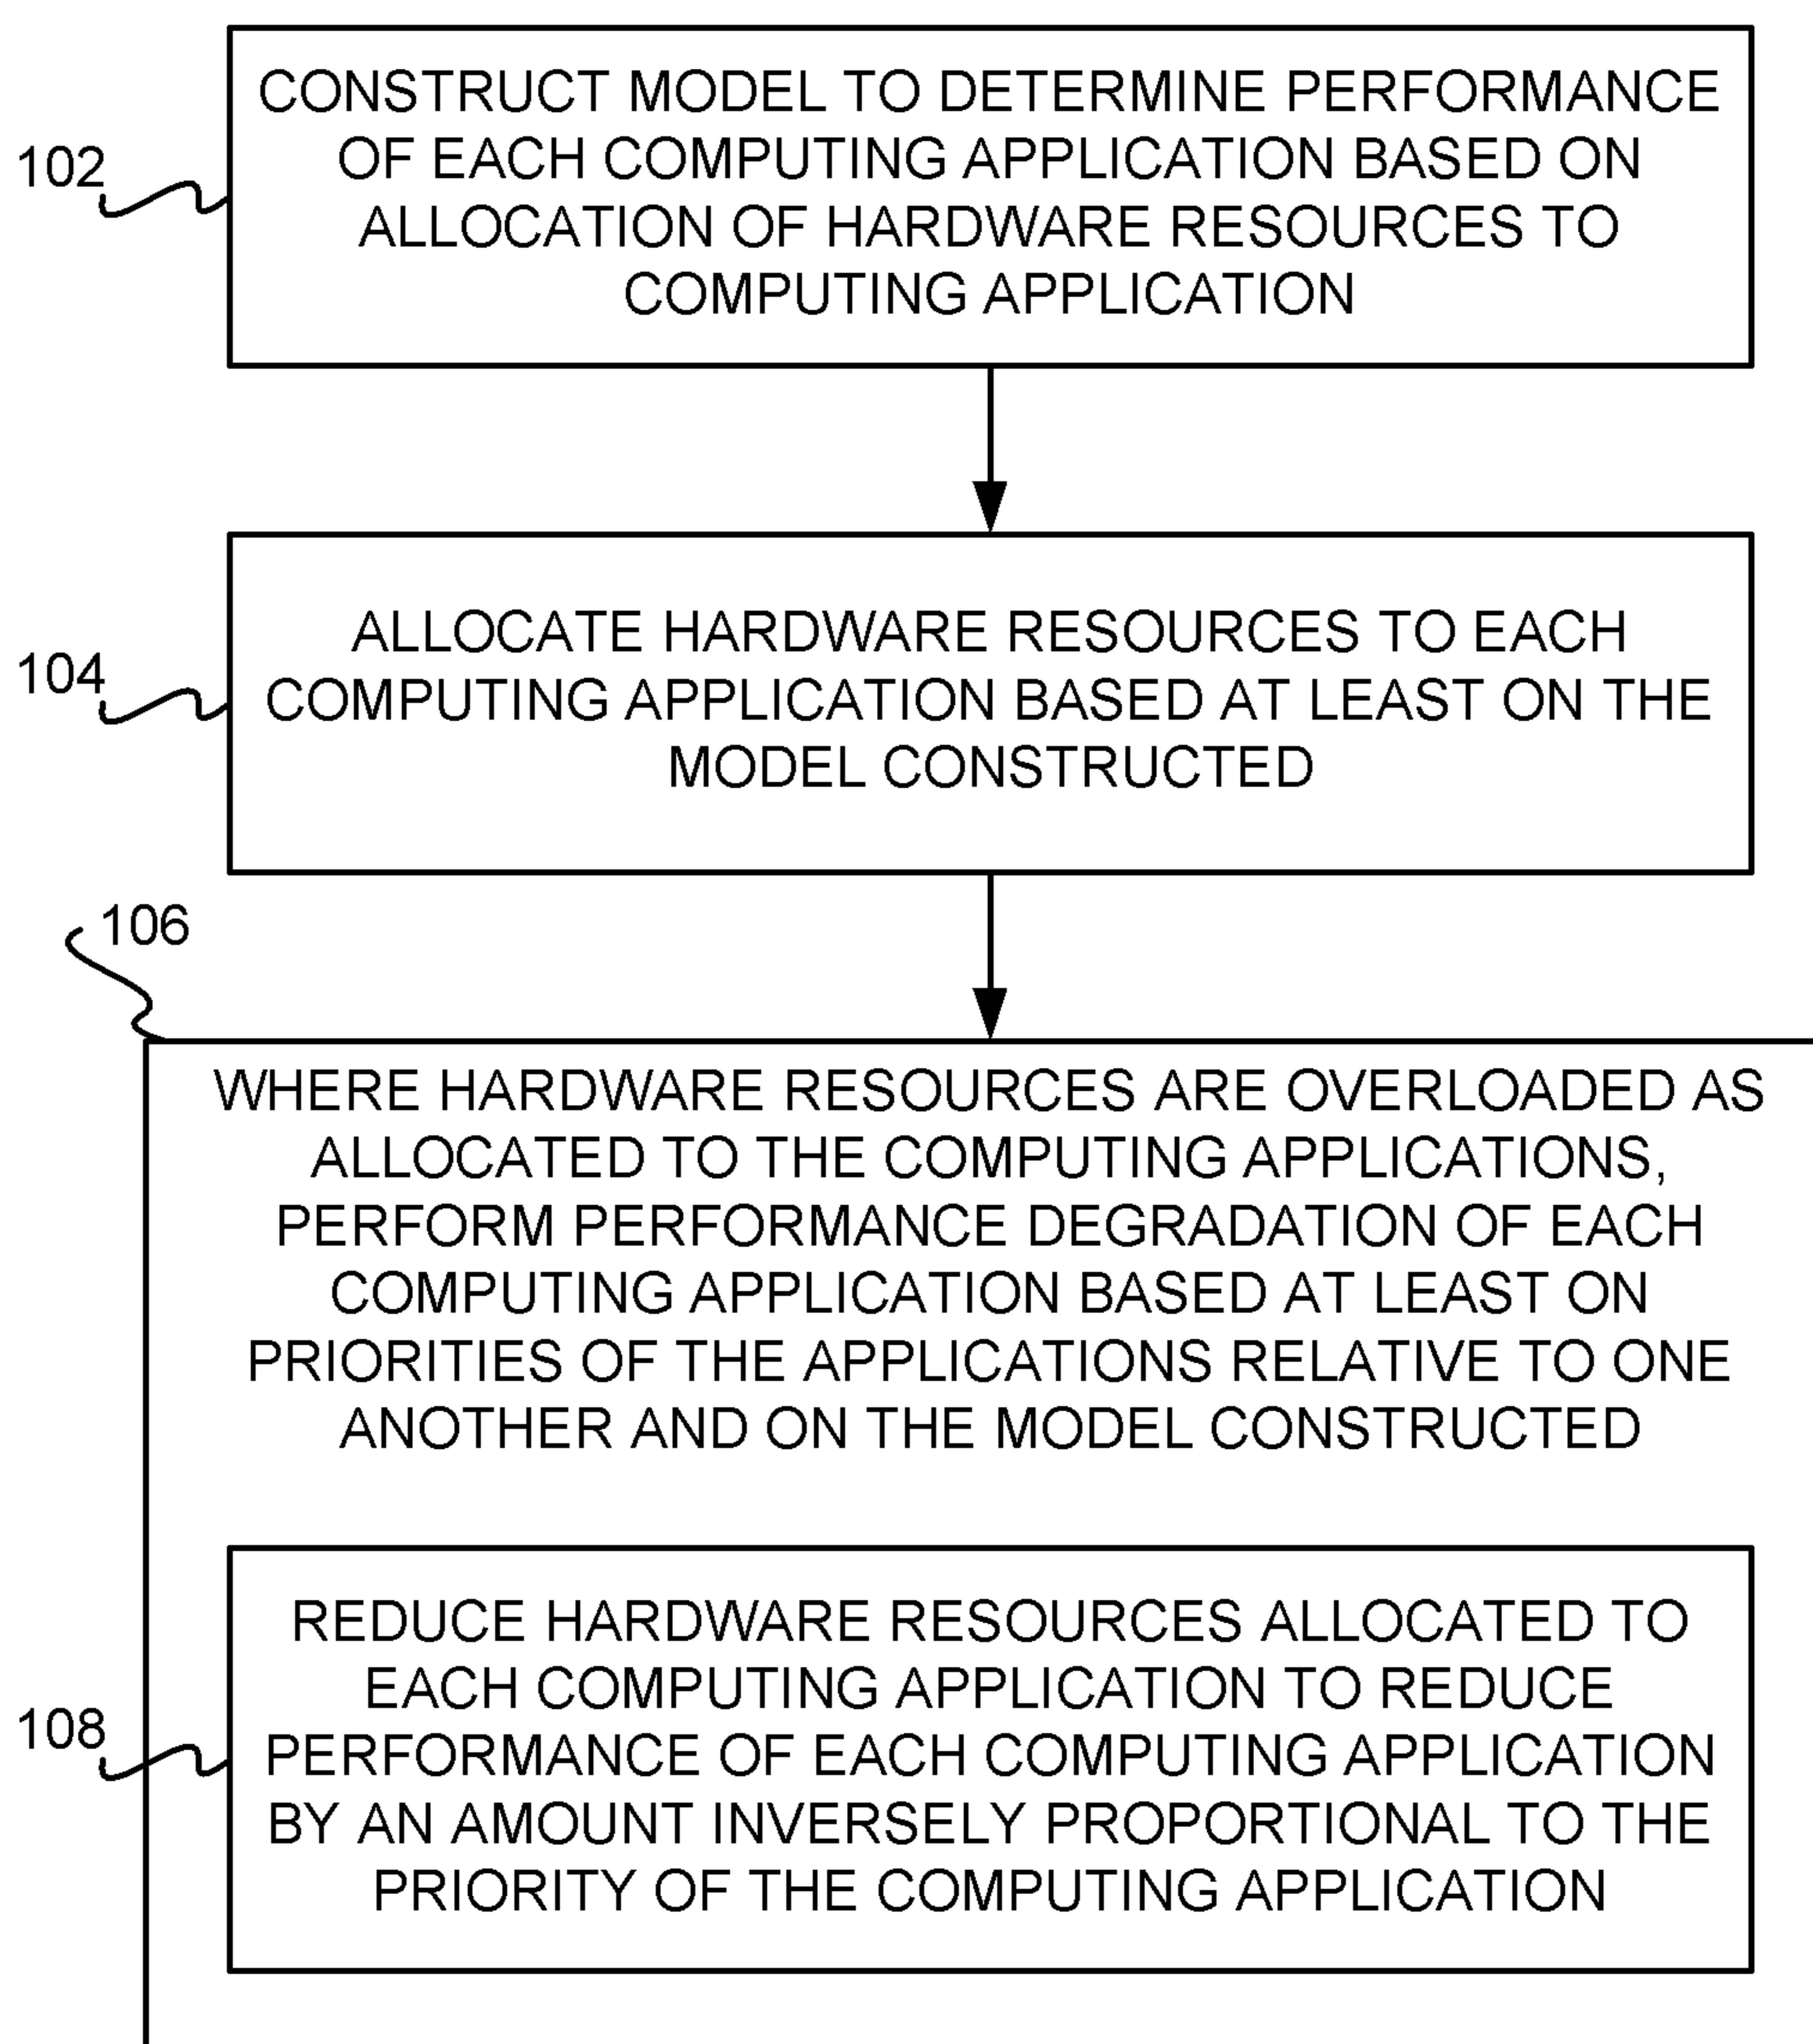 102
CONSTRUCT MODEL TO DETERMINE PERFORMANCE
OF EACH COMPUTING APPLICATION BASED ON
ALLOCATION OF HARDWARE RESOURCES TO
COMPUTING APPLICATION
104
ALLOCATE HARDWARE RESOURCES TO EACH
COMPUTING APPLICATION BASED AT LEAST ON THE
MODEL CONSTRUCTED
106
WHERE HARDWARE RESOURCES ARE OVERLOADED AS
ALLOCATED TO THE COMPUTING APPLICATIONS,
PERFORM PERFORMANCE DEGRADATION OF EACH
COMPUTING APPLICATION BASED AT LEAST ON
PRIORITIES OF THE APPLICATIONS RELATIVE TO ONE
ANOTHER AND ON THE MODEL CONSTRUCTED
108
REDUCE HARDWARE RESOURCES ALLOCATED TO
EACH COMPUTING APPLICATION TO REDUCE
PERFORMANCE OF EACH COMPUTING APPLICATION
BY AN AMOUNT INVERSELY PROPORTIONAL TO THE
PRIORITY OF THE COMPUTING APPLICATION